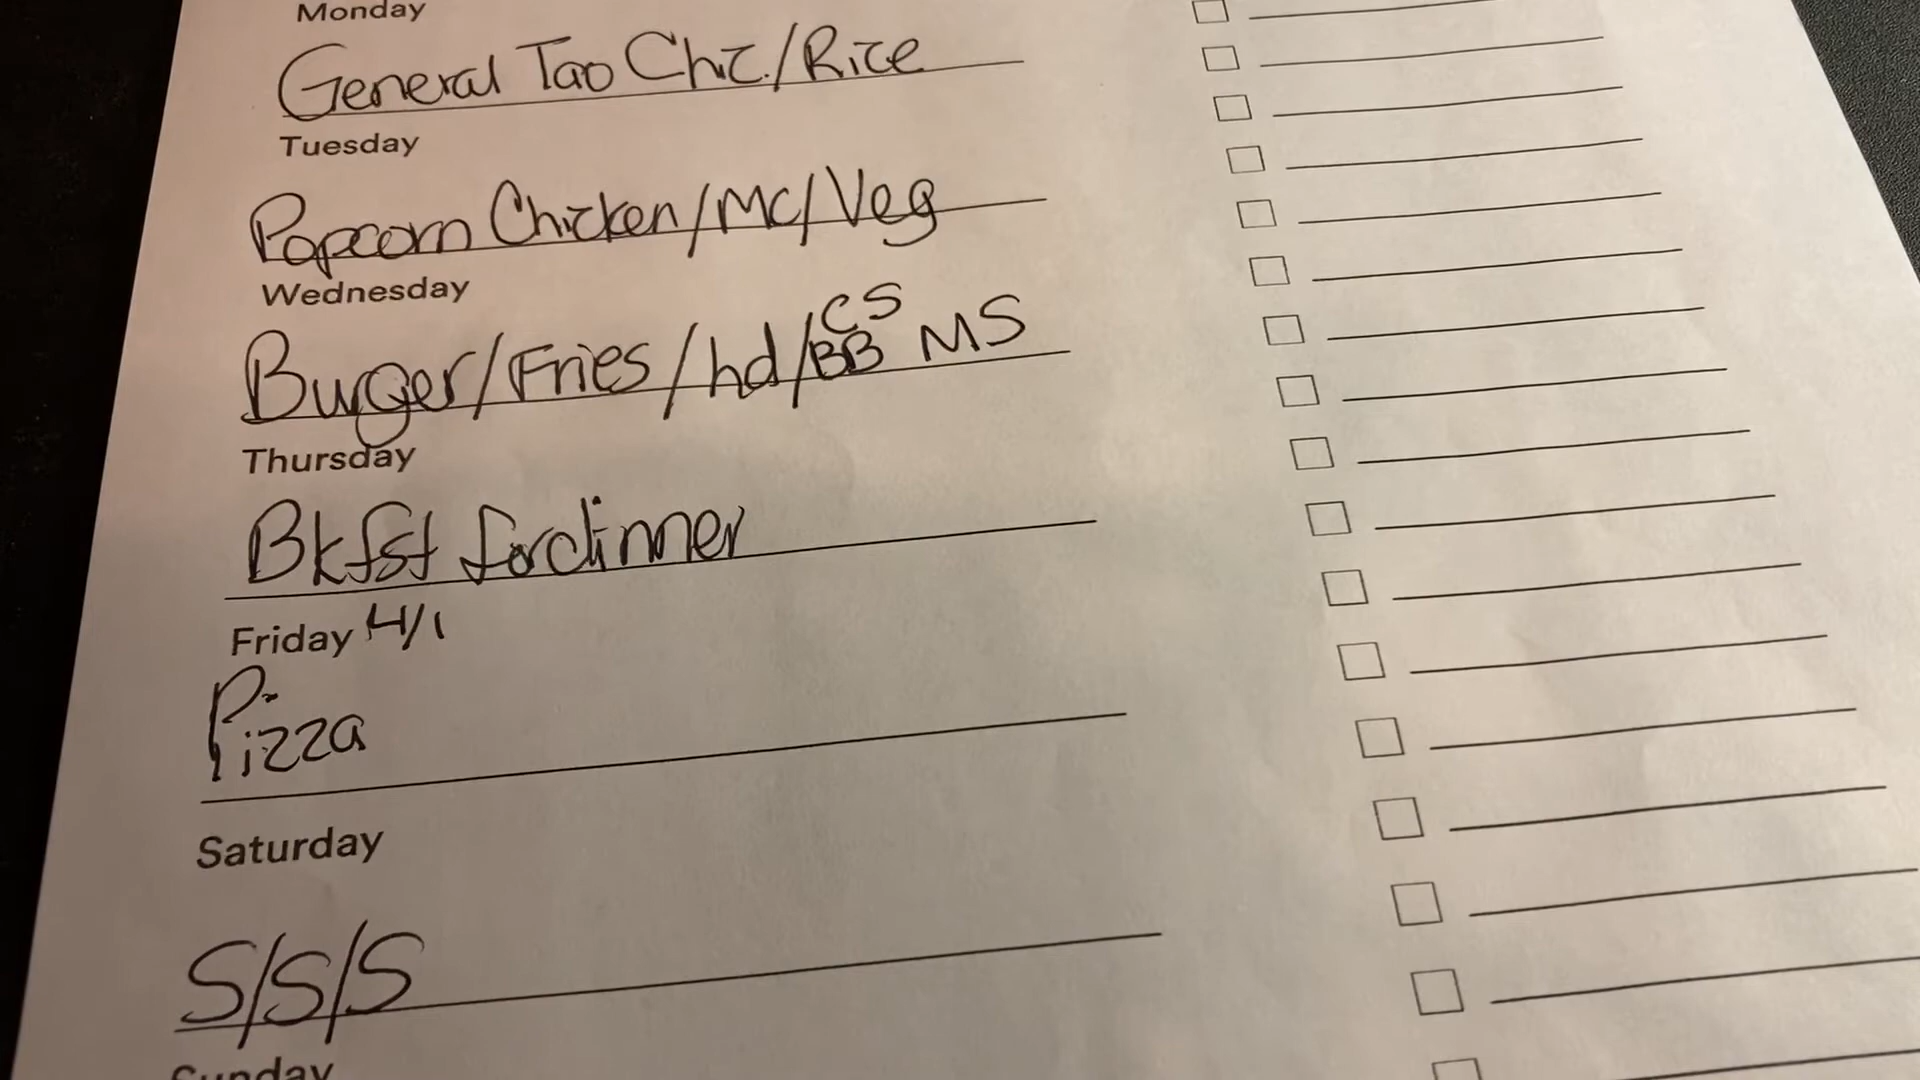 Monday
General Tao Chic./Rice
Tuesday
Popcorn Chicken/MC/Veg
Wednesday
CS
Burger/Fries/hd/BB MS
Thursday
Bkfst for dinner
Friday 4/1
Pizza
Saturday
S/S/S
Sunday